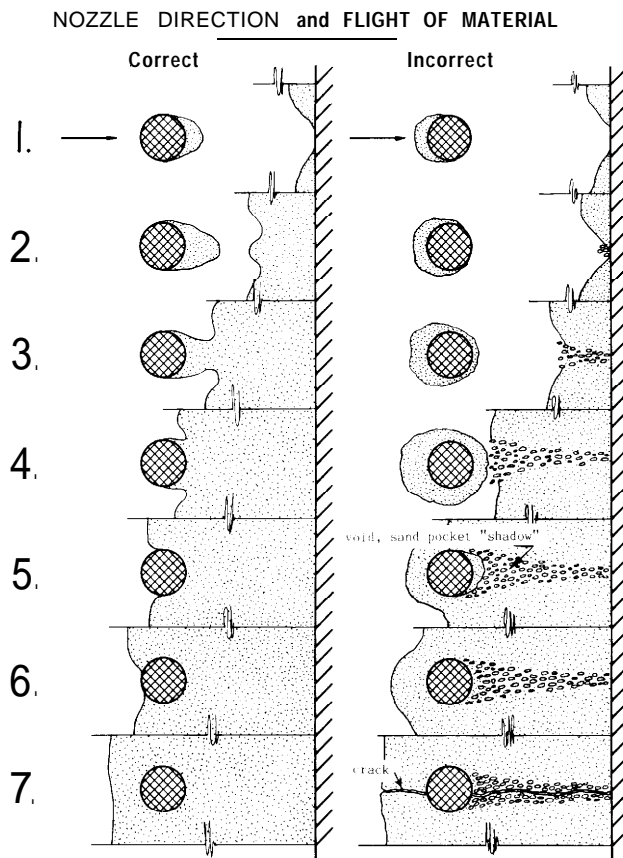 NOZZLE DIRECTION and FLIGHT OF MATERIAL
Correct
Incorrect
1.
2.
3.
4.
void, sand pocket "shadow"
5.
6.
crack
7.